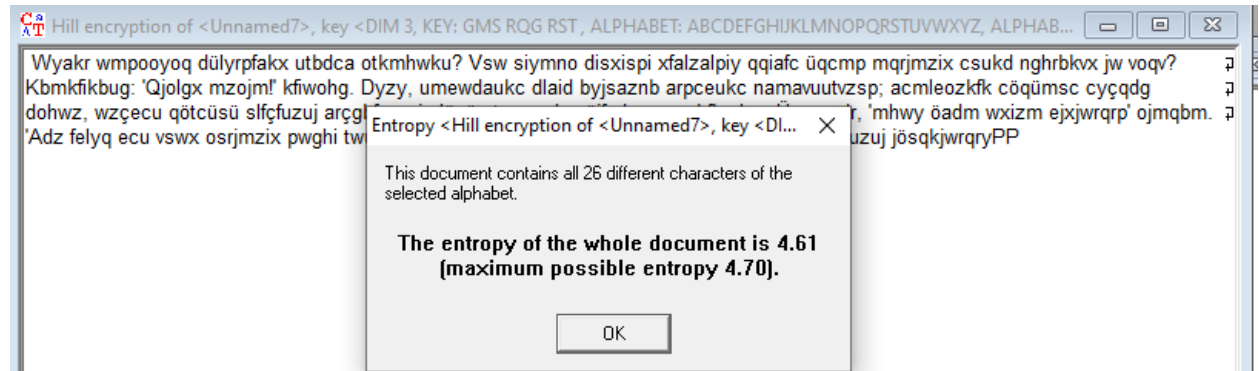 Hill encryption of <Unnamed7>, key <DIM 3, KEY: GMS RQG RST, ALPHABET: ABCDEFGHIJKLMNOPQRSTUVWXYZ, ALPHAB...
Wyakr wmpooyoq dülyrpfakx utbdca otkmhwku? Vsw siymno disxispi xfalzalpiy qqiafc üqcmp mqrjmzix csukd nghrbkvx jw voqv?
Kbmkfikbug: 'Qjolgx mzojm!' kfiwohg. Dyzy, umewdaukc dlaid byjsaznb arpceukc namavuutvzsp; acmleozkfk cöqümsc cyçqdg
dohwz, wzçecu qötcüsü slfçfuzuj
'mhwy öadm wxizm ejxjwrqrp' ojmqbm.
'Adz felyq ecu vswx osrjmzix pwghi
uzuj jösqkjwrqryPP
Entropy <Hill encryption of <Unnamed7>, key <DI...
This document contains all 26 different characters of the
selected alphabet.
The entropy of the whole document is 4.61
(maximum possible entropy 4.70).
OK